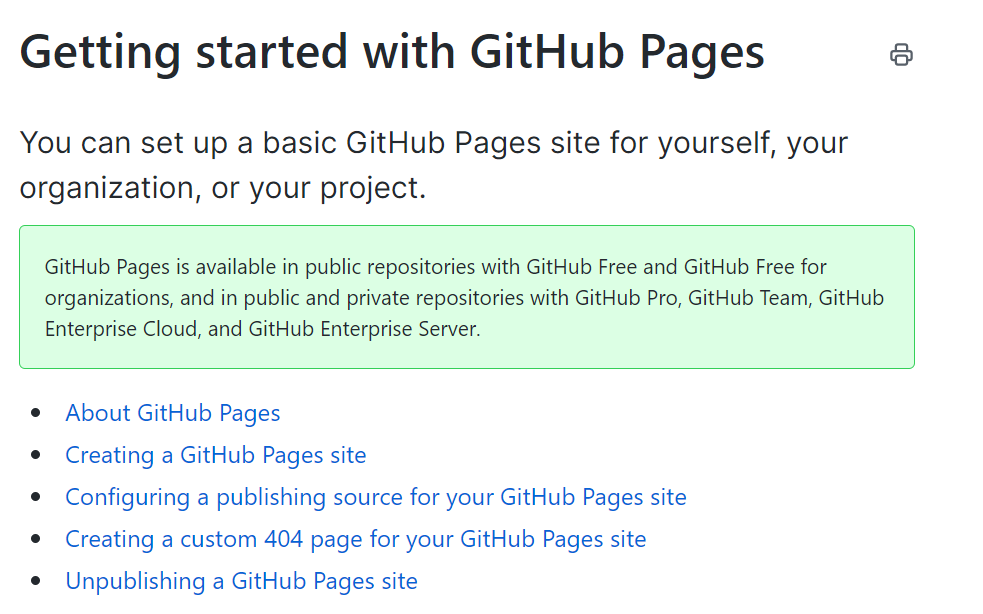 Getting started with GitHub Pages
You can set up a basic GitHub Pages site for yourself, your
organization, or your project.
GitHub Pages is available in public repositories with GitHub Free and GitHub Free for
organizations, and in public and private repositories with GitHub Pro, GitHub Team, GitHub
Enterprise Cloud, and GitHub Enterprise Server.
About GitHub Pages
Creating a GitHub Pages site
Configuring a publishing source for your GitHub Pages site
Creating a custom 404 page for your GitHub Pages site
Unpublishing a GitHub Pages site